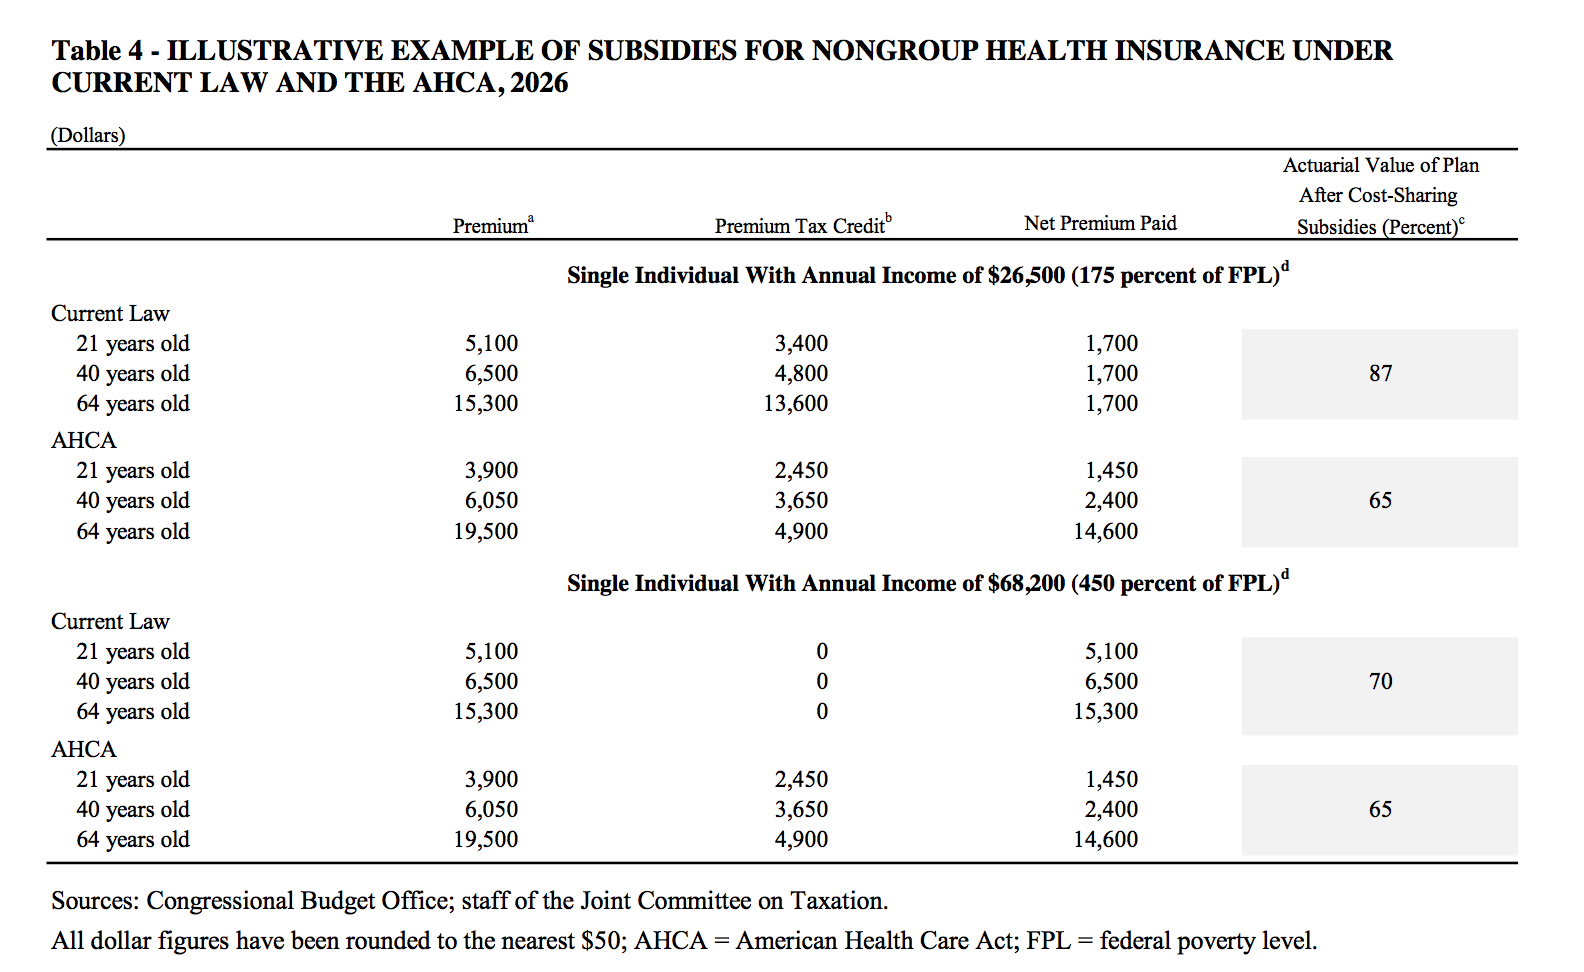 Table 4 - ILLUSTRATIVE EXAMPLE OF SUBSIDIES FOR NONGROUP HEALTH INSURANCE UNDER
CURRENT LAW AND THE AHCA, 2026
(Dollars)
Premiumᵃ Premium Tax Creditᵇ Net Premium Paid Actuarial Value of Plan
After Cost-Sharing
Subsidies (Percent)ᶜ
Single Individual With Annual Income of $26,500 (175 percent of FPL)ᵈ
Current Law
21 years old 5,100 3,400 1,700
40 years old 6,500 4,800 1,700 87
64 years old 15,300 13,600 1,700
AHCA
21 years old 3,900 2,450 1,450
40 years old 6,050 3,650 2,400 65
64 years old 19,500 4,900 14,600
Single Individual With Annual Income of $68,200 (450 percent of FPL)ᵈ
Current Law
21 years old 5,100 0 5,100
40 years old 6,500 0 6,500 70
64 years old 15,300 0 15,300
AHCA
21 years old 3,900 2,450 1,450
40 years old 6,050 3,650 2,400 65
64 years old 19,500 4,900 14,600
Sources: Congressional Budget Office; staff of the Joint Committee on Taxation.
All dollar figures have been rounded to the nearest $50; AHCA = American Health Care Act; FPL = federal poverty level.